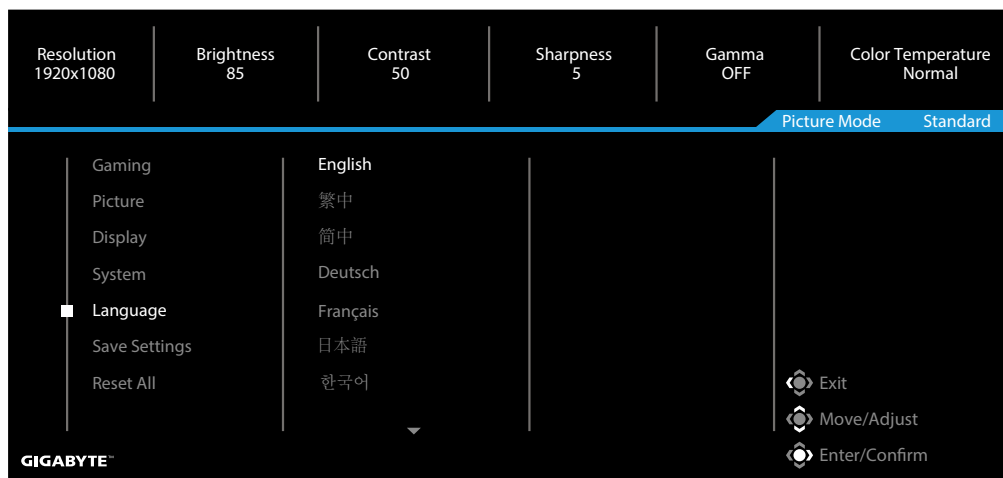 Resolution
1920x1080
Brightness
85
Contrast
50
Sharpness
5
Gamma
OFF
Color Temperature
Normal
Picture Mode Standard
Gaming
Picture
Display
System
Language
Save Settings
Reset All
English
繁中
简中
Deutsch
Français
日本語
한국어
Exit
Move/Adjust
Enter/Confirm
GIGABYTE™